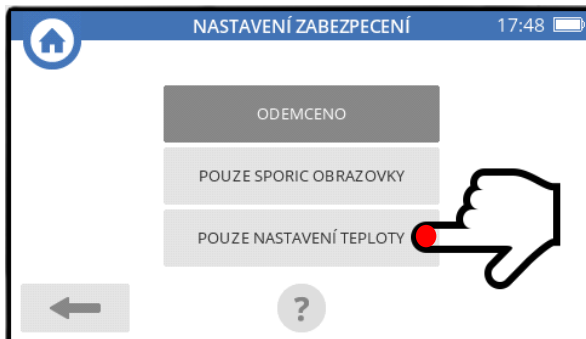 NASTAVENÍ ZABEZPECENÍ 17:48
ODEMCENO
POUZE SPORIC OBRAZOVKY
POUZE NASTAVENÍ TEPLOTY
?